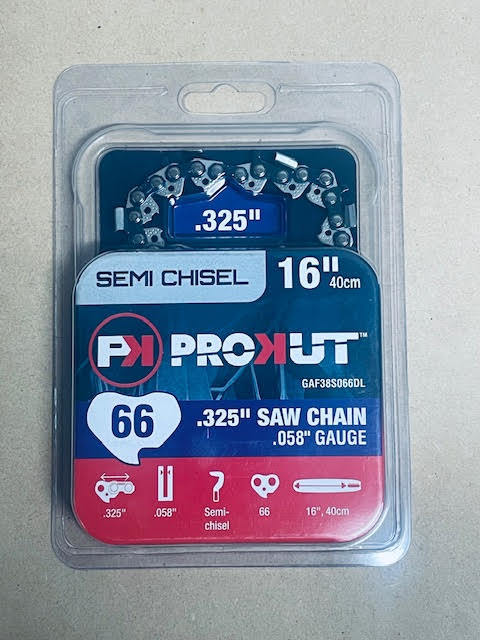 .325"
SEMI CHISEL
16"
40cm
PK PROKUT™
GAF38S066DL
66
.325" SAW CHAIN
.058" GAUGE
.325"
.058"
Semi-
chisel
66
16", 40cm